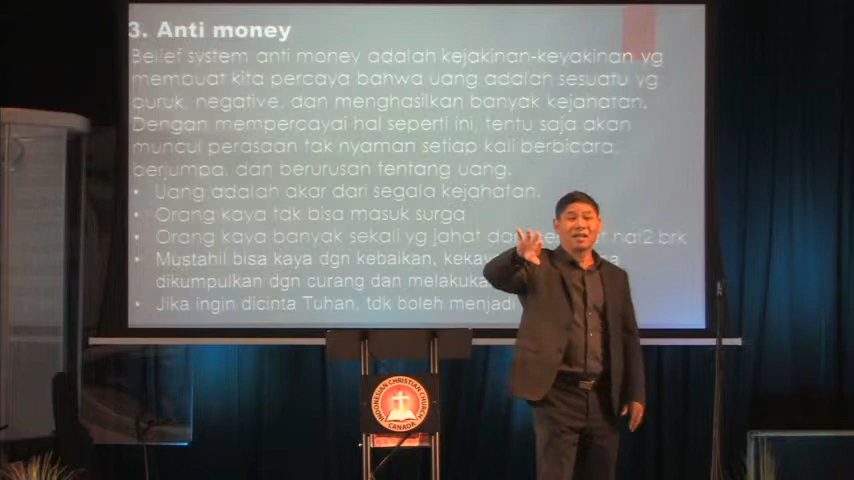 3. Anti money
Belief system anti money adalah kejakinan-keyakinan yg
membuat kita percaya bahwa uang adalah sesuatu yg
buruk, negative, dan menghasilkan banyak kejahatan.
Dengan mempercayai hal seperti ini, tentu saja akan
muncul perasaan tak nyaman setiap kali berbicara,
perjumpa, dan berurusan tentang uang.
• Uang adalah akar dari segala kejahatan.
• Orang kaya tak bisa masuk surga
• Orang kaya banyak sekali yg jahat dan hal2 brk
• Mustahil bisa kaya dgn kebaikan,
dikumpulkan dgn curang dan
• Jika ingin dicinta Tuhan, tdk boleh menjadi
INDONESIAN CHRISTIAN CHURCH
CANADA